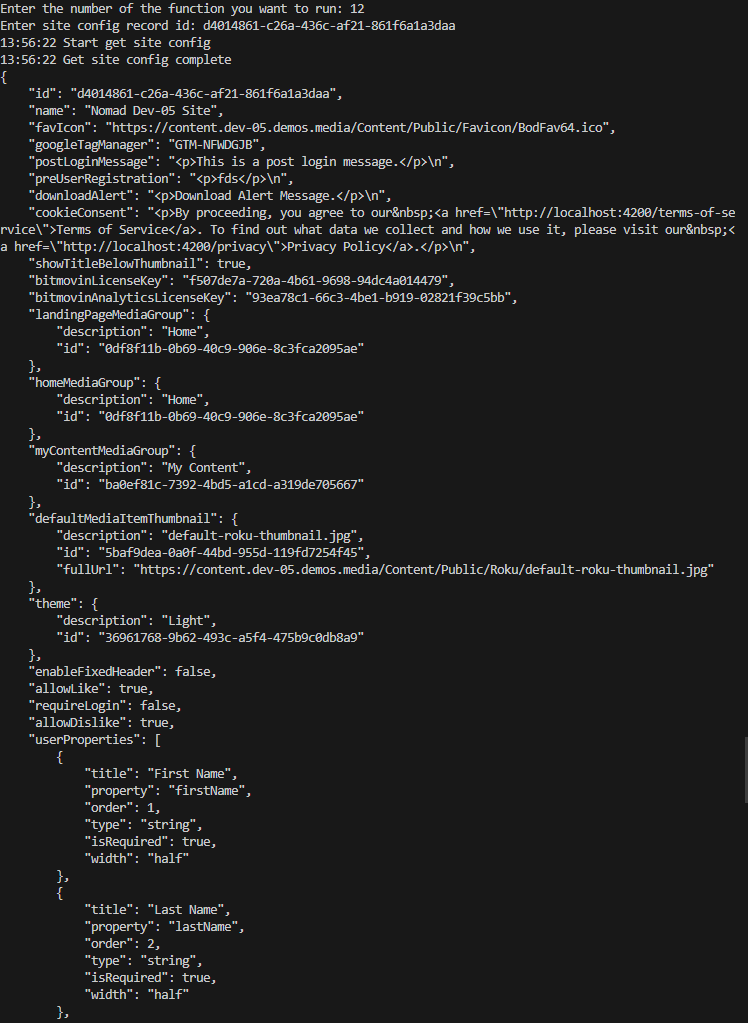 Enter the number of the function you want to run: 12
Enter site config record id: d4014861-c26a-436c-af21-861f6a1a3daa
13:56:22 Start get site config
13:56:22 Get site config complete
{
    "id": "d4014861-c26a-436c-af21-861f6a1a3daa",
    "name": "Nomad Dev-05 Site",
    "favIcon": "https://content.dev-05.demos.media/Content/Public/Favicon/BodFav64.ico",
    "googleTagManager": "GTM-NFWDGJB",
    "postLoginMessage": "<p>This is a post login message.</p>\n",
    "preUserRegistration": "<p>fds</p>\n",
    "downloadAlert": "<p>Download Alert Message.</p>\n",
    "cookieConsent": "<p>By proceeding, you agree to our&nbsp;<a href=\"http://localhost:4200/terms-of-se
rvice\">Terms of Service</a>. To find out what data we collect and how we use it, please visit our&nbsp;<
a href=\"http://localhost:4200/privacy\">Privacy Policy</a>.</p>\n",
    "showTitleBelowThumbnail": true,
    "bitmovinLicenseKey": "f507de7a-720a-4b61-9698-94dc4a014479",
    "bitmovinAnalyticsLicenseKey": "93ea78c1-66c3-4be1-b919-02821f39c5bb",
    "landingPageMediaGroup": {
        "description": "Home",
        "id": "0df8f11b-0b69-40c9-906e-8c3fca2095ae"
    },
    "homeMediaGroup": {
        "description": "Home",
        "id": "0df8f11b-0b69-40c9-906e-8c3fca2095ae"
    },
    "myContentMediaGroup": {
        "description": "My Content",
        "id": "ba0ef81c-7392-4bd5-a1cd-a319de705667"
    },
    "defaultMediaItemThumbnail": {
        "description": "default-roku-thumbnail.jpg",
        "id": "5baf9dea-0a0f-44bd-955d-119fd7254f45",
        "fullUrl": "https://content.dev-05.demos.media/Content/Public/Roku/default-roku-thumbnail.jpg"
    },
    "theme": {
        "description": "Light",
        "id": "36961768-9b62-493c-a5f4-475b9c0db8a9"
    },
    "enableFixedHeader": false,
    "allowLike": true,
    "requireLogin": false,
    "allowDislike": true,
    "userProperties": [
        {
            "title": "First Name",
            "property": "firstName",
            "order": 1,
            "type": "string",
            "isRequired": true,
            "width": "half"
        },
        {
            "title": "Last Name",
            "property": "lastName",
            "order": 2,
            "type": "string",
            "isRequired": true,
            "width": "half"
        },